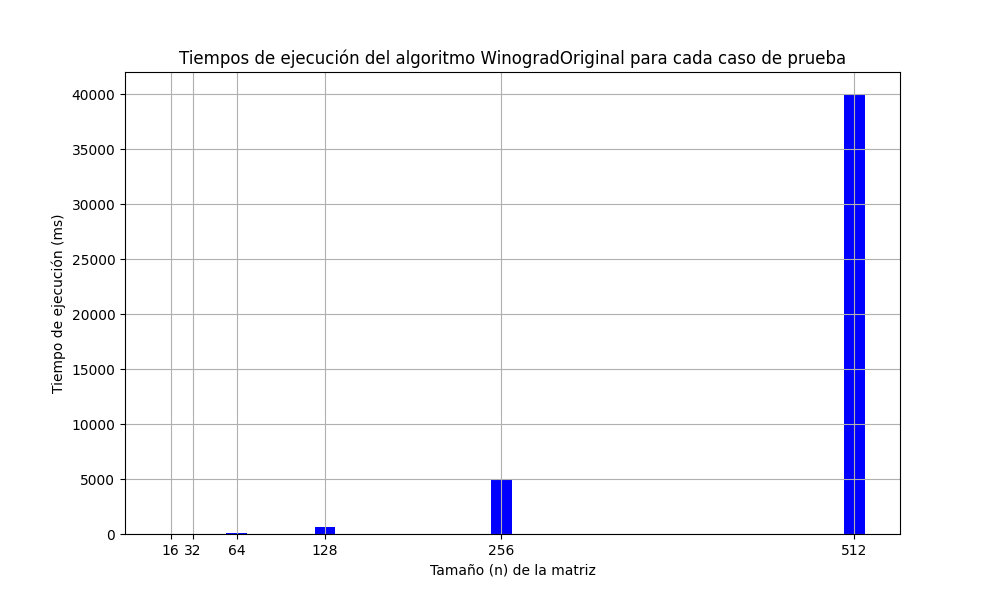 Tiempos de ejecución del algoritmo WinogradOriginal para cada caso de prueba
Tiempo de ejecución (ms)
40000
35000
30000
25000
20000
15000
10000
5000
0
16 32 64 128 256 512
Tamaño (n) de la matriz